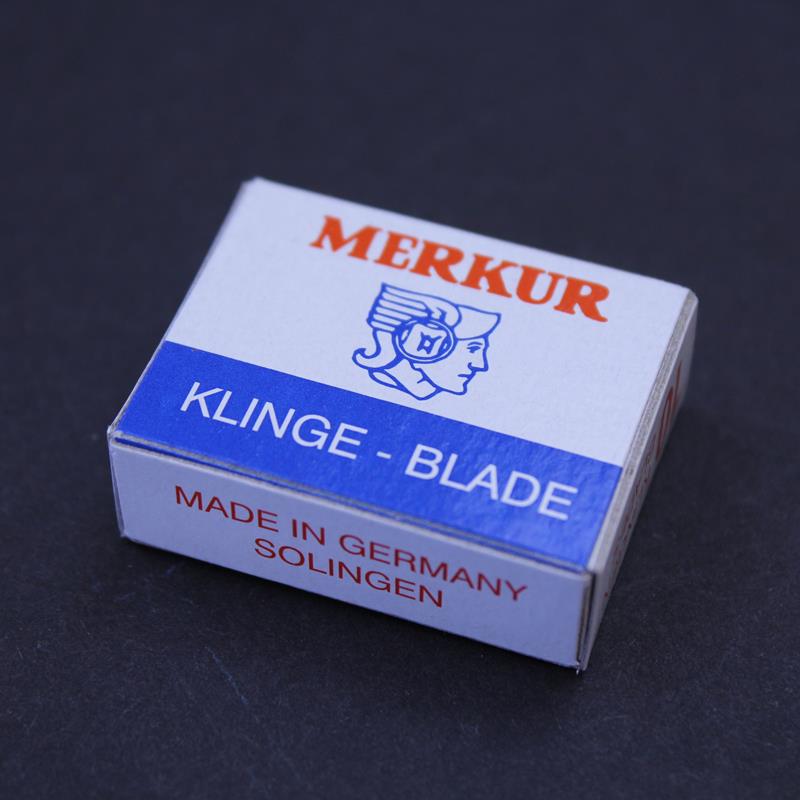 MERKUR
KLINGE - BLADE
MADE IN GERMANY
SOLINGEN